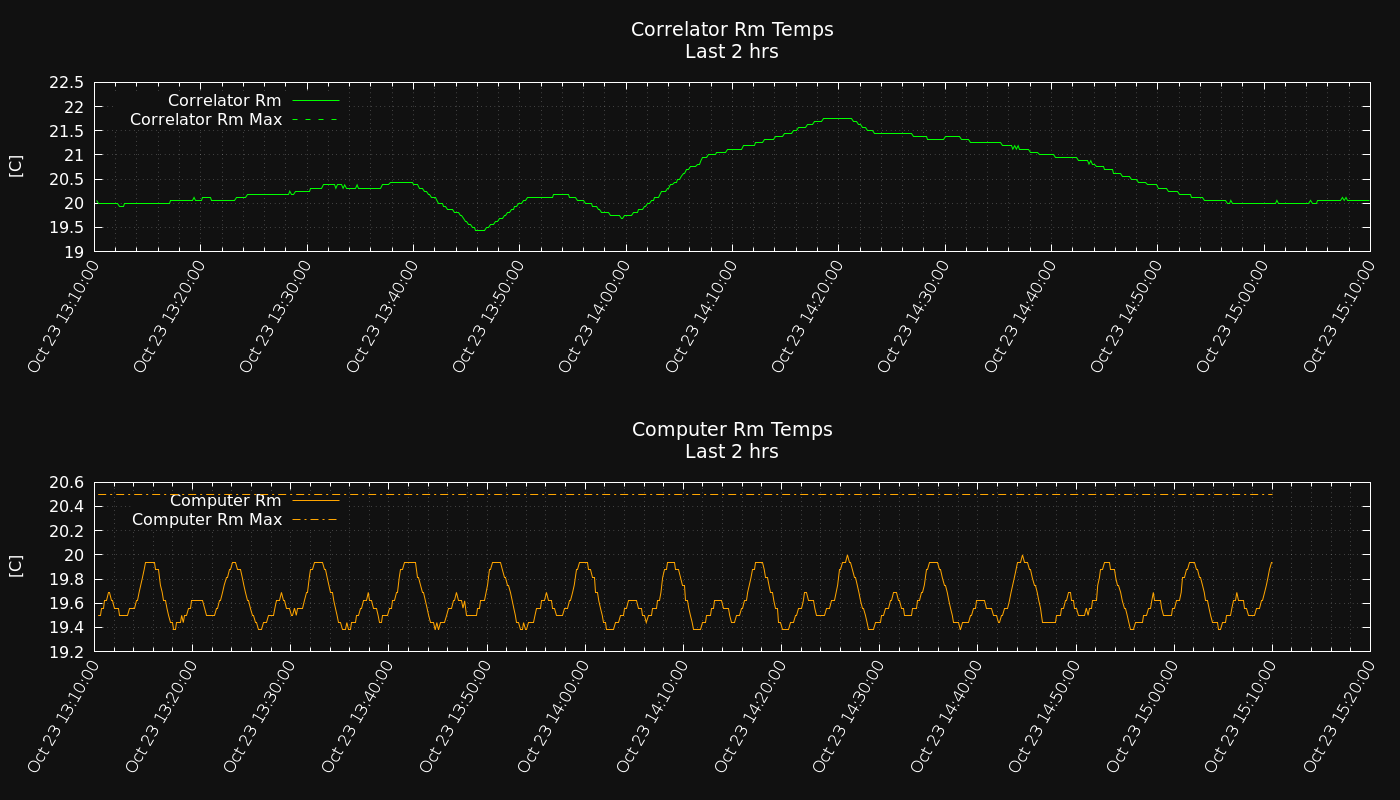 Correlator Rm Temps
Last 2 hrs
22.5
22
21.5
21
20.5
20
19.5
19
[C]
Correlator Rm
Correlator Rm Max
Oct 23 13:10:00
Oct 23 13:20:00
Oct 23 13:30:00
Oct 23 13:40:00
Oct 23 13:50:00
Oct 23 14:00:00
Oct 23 14:10:00
Oct 23 14:20:00
Oct 23 14:30:00
Oct 23 14:40:00
Oct 23 14:50:00
Oct 23 15:00:00
Oct 23 15:10:00
Computer Rm Temps
Last 2 hrs
20.6
20.4
20.2
20
19.8
19.6
19.4
19.2
[C]
Computer Rm
Computer Rm Max
Oct 23 13:10:00
Oct 23 13:20:00
Oct 23 13:30:00
Oct 23 13:40:00
Oct 23 13:50:00
Oct 23 14:00:00
Oct 23 14:10:00
Oct 23 14:20:00
Oct 23 14:30:00
Oct 23 14:40:00
Oct 23 14:50:00
Oct 23 15:00:00
Oct 23 15:10:00
Oct 23 15:20:00